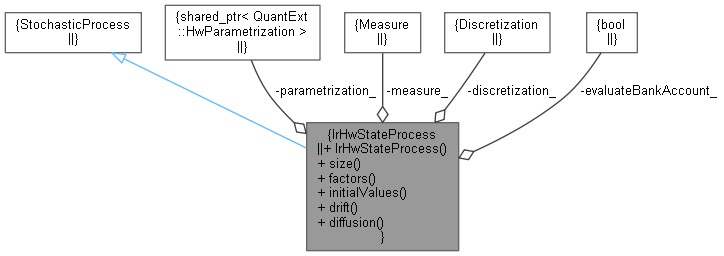 {StochasticProcess
||}
{shared_ptr< QuantExt
::HwParametrization >
||}
{Measure
||}
{Discretization
||}
{bool
||}
-parametrization_
-measure_
-discretization_
-evaluateBankAccount_
{IrHwStateProcess
||+ IrHwStateProcess()
+ size()
+ factors()
+ initialValues()
+ drift()
+ diffusion()
}